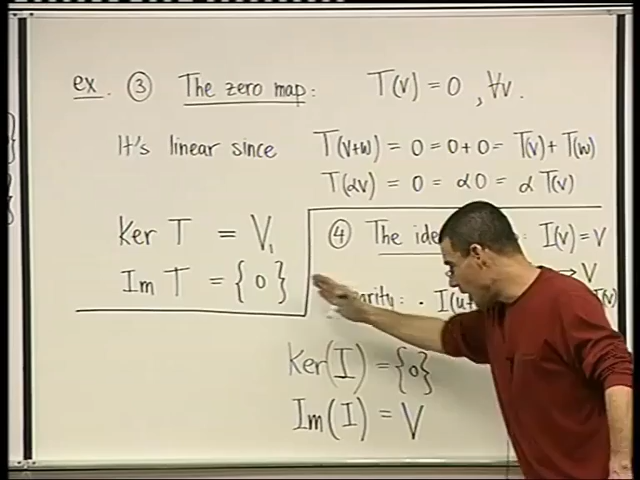 ex. ③ The zero map: T(v) = 0 , ∀v.
It's linear since T(v+w) = 0 = 0+0 = T(v) + T(w)
T(αv) = 0 = α0 = α T(v)
Ker T = V₁
Im T = {0}
④ The I(v) = V
→ V
Ker(I) = {0}
Im(I) = V